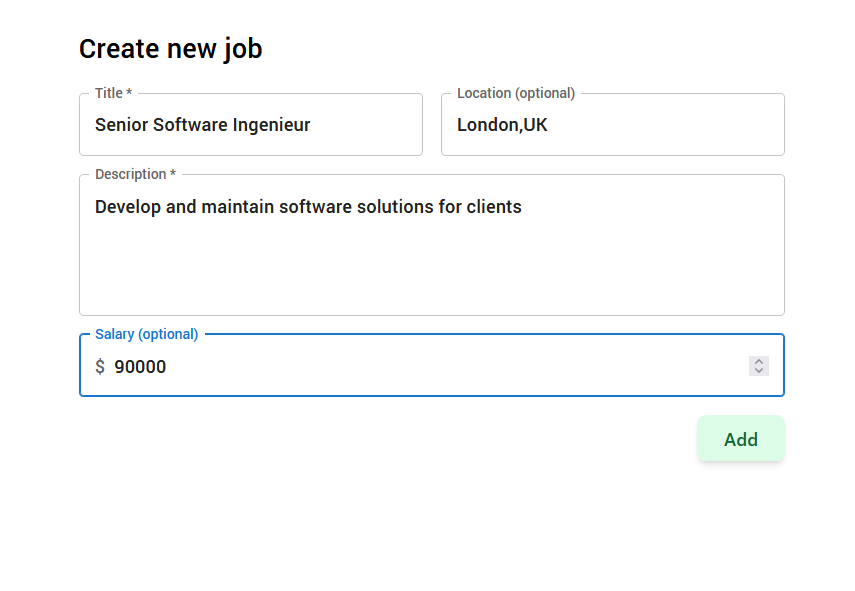 Create new job
Title *
Location (optional)
Senior Software Ingenieur
London,UK
Description *
Develop and maintain software solutions for clients
Salary (optional)
$ 90000
Add